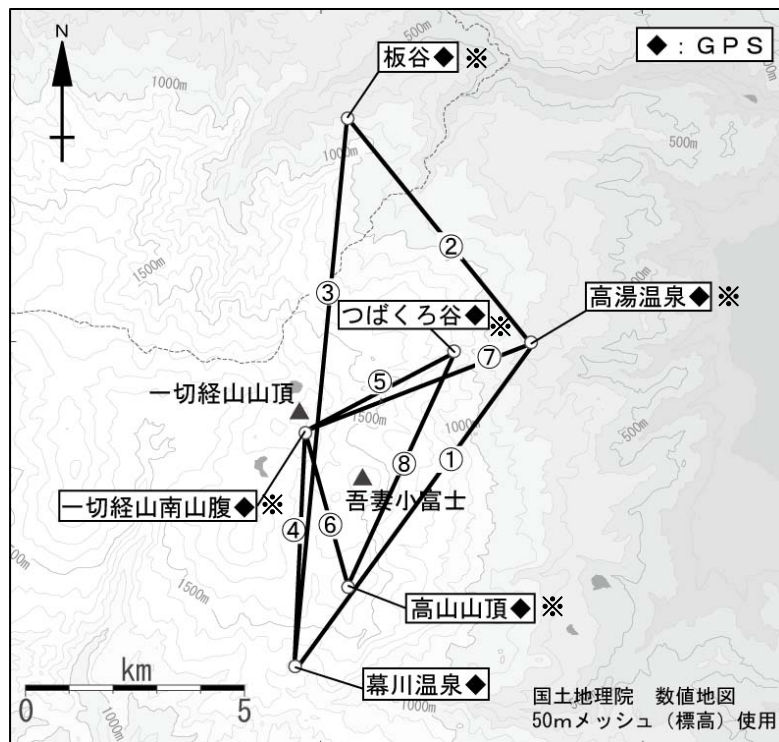 N
板谷◆※
◆：ＧＰＳ
500m
1000m
500m
1000m
②
1500m
③
つばくろ谷◆※
高湯温泉◆※
⑦
⑤
一切経山山頂
1500m
1000m
500m
①
⑧
吾妻小富士
一切経山南山腹◆※
④
⑥
1500m
高山山頂◆※
km
0 5
幕川温泉◆
1000m
国土地理院　数値地図
50mメッシュ（標高）使用